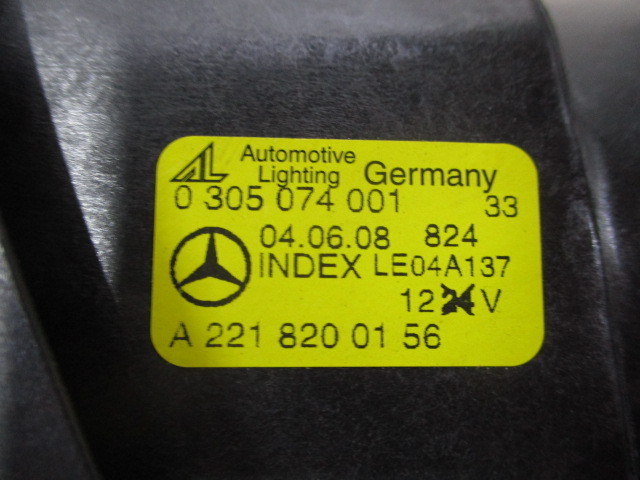 AL Automotive
Lighting Germany
0 305 074 001 33
04.06.08 824
INDEX LE04A137
12 24 V
A 221 820 01 56